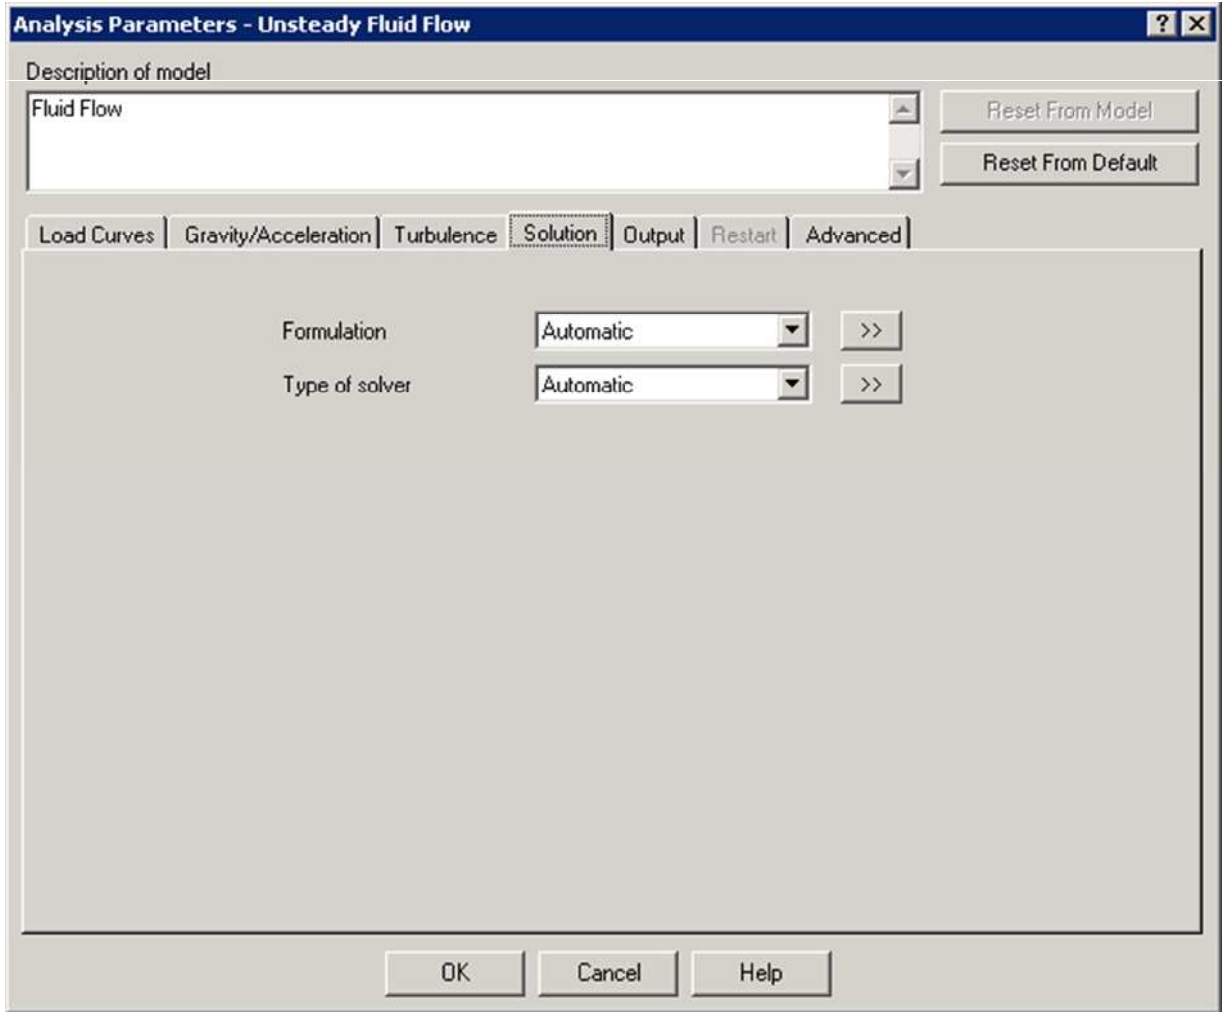 Analysis Parameters - Unsteady Fluid Flow ? X
Description of model
Fluid Flow
Reset From Model
Reset From Default
Load Curves Gravity/Acceleration Turbulence Solution Output Restart Advanced
Formulation Automatic >>
Type of solver Automatic >>
OK Cancel Help